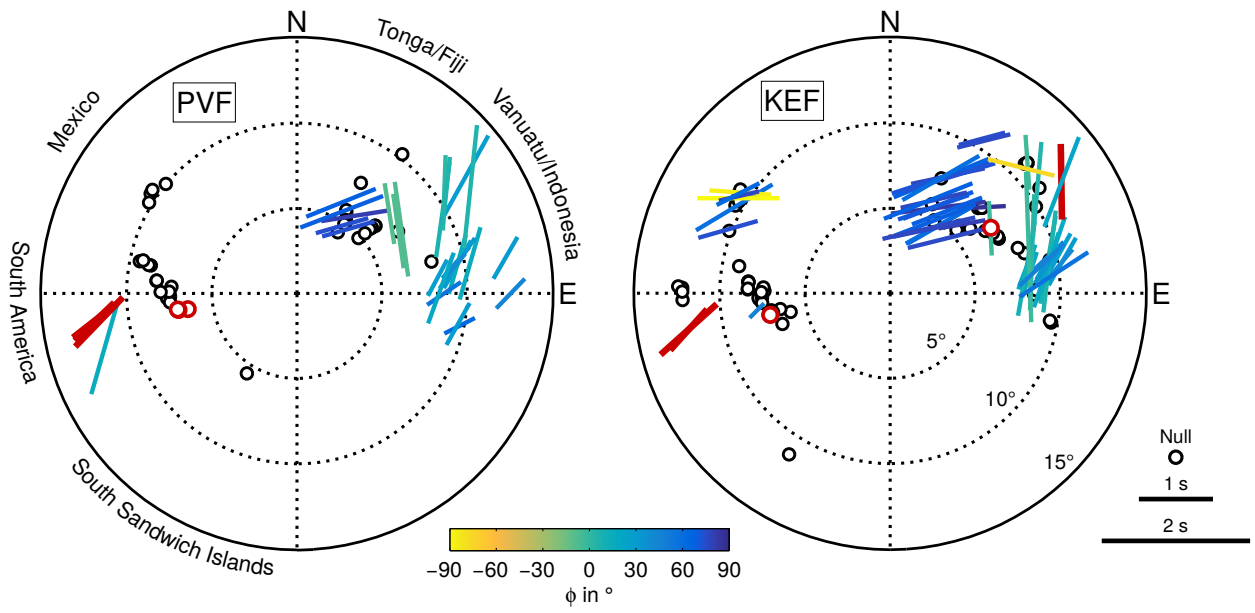 N
N
Tonga/Fiji
PVF
KEF
Mexico
Vanuatu/Indonesia
South America
E
E
5°
10°
15°
South Sandwich Islands
Null
1 s
2 s
−90 −60 −30 0 30 60 90
ϕ in °